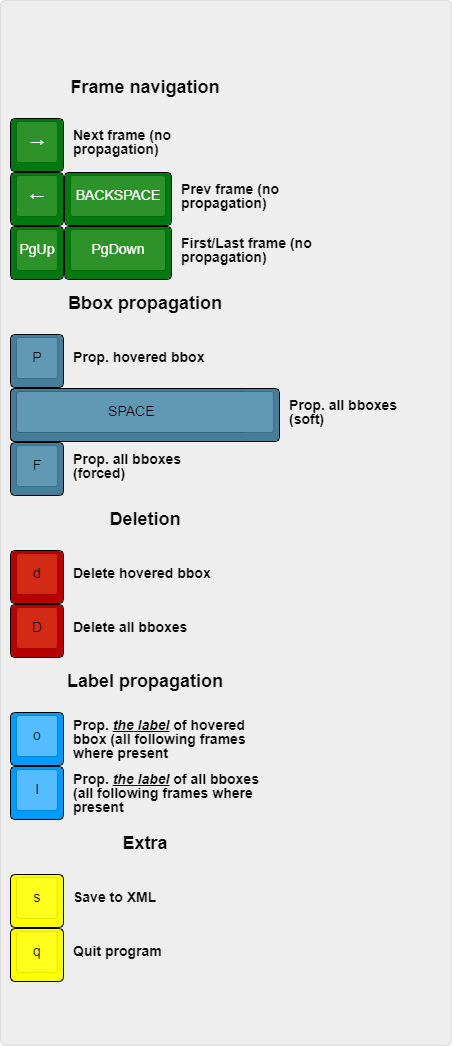 Frame navigation
→ Next frame (no
propagation)
← BACKSPACE Prev frame (no
propagation)
PgUp PgDown First/Last frame (no
propagation)
Bbox propagation
P Prop. hovered bbox
SPACE Prop. all bboxes
(soft)
F Prop. all bboxes
(forced)
Deletion
d Delete hovered bbox
D Delete all bboxes
Label propagation
o Prop. the label of hovered
bbox (all following frames
where present
l Prop. the label of all bboxes
(all following frames where
present
Extra
s Save to XML
q Quit program